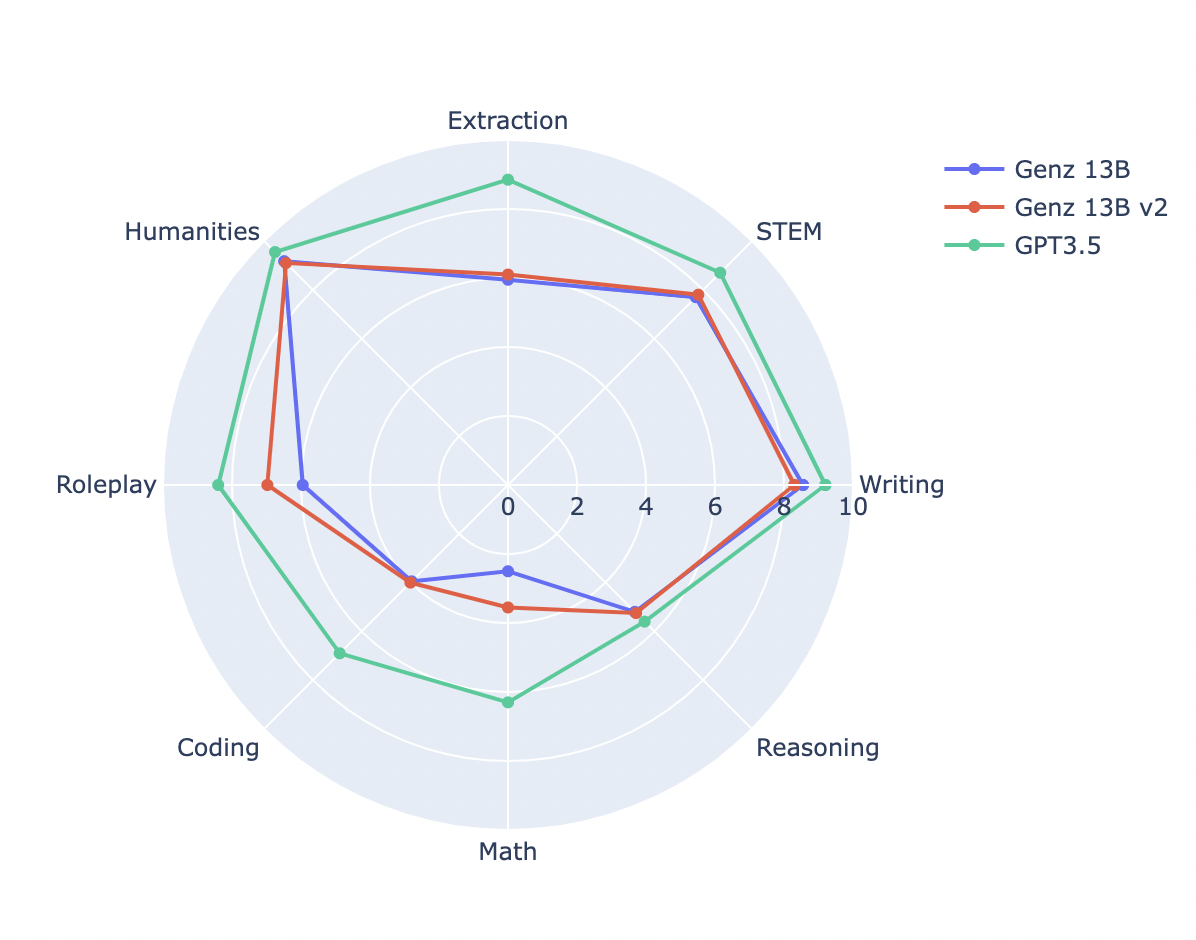 Extraction
Genz 13B
Genz 13B v2
GPT3.5
Humanities
STEM
Roleplay
Writing
0 2 4 6 8 10
Coding
Reasoning
Math